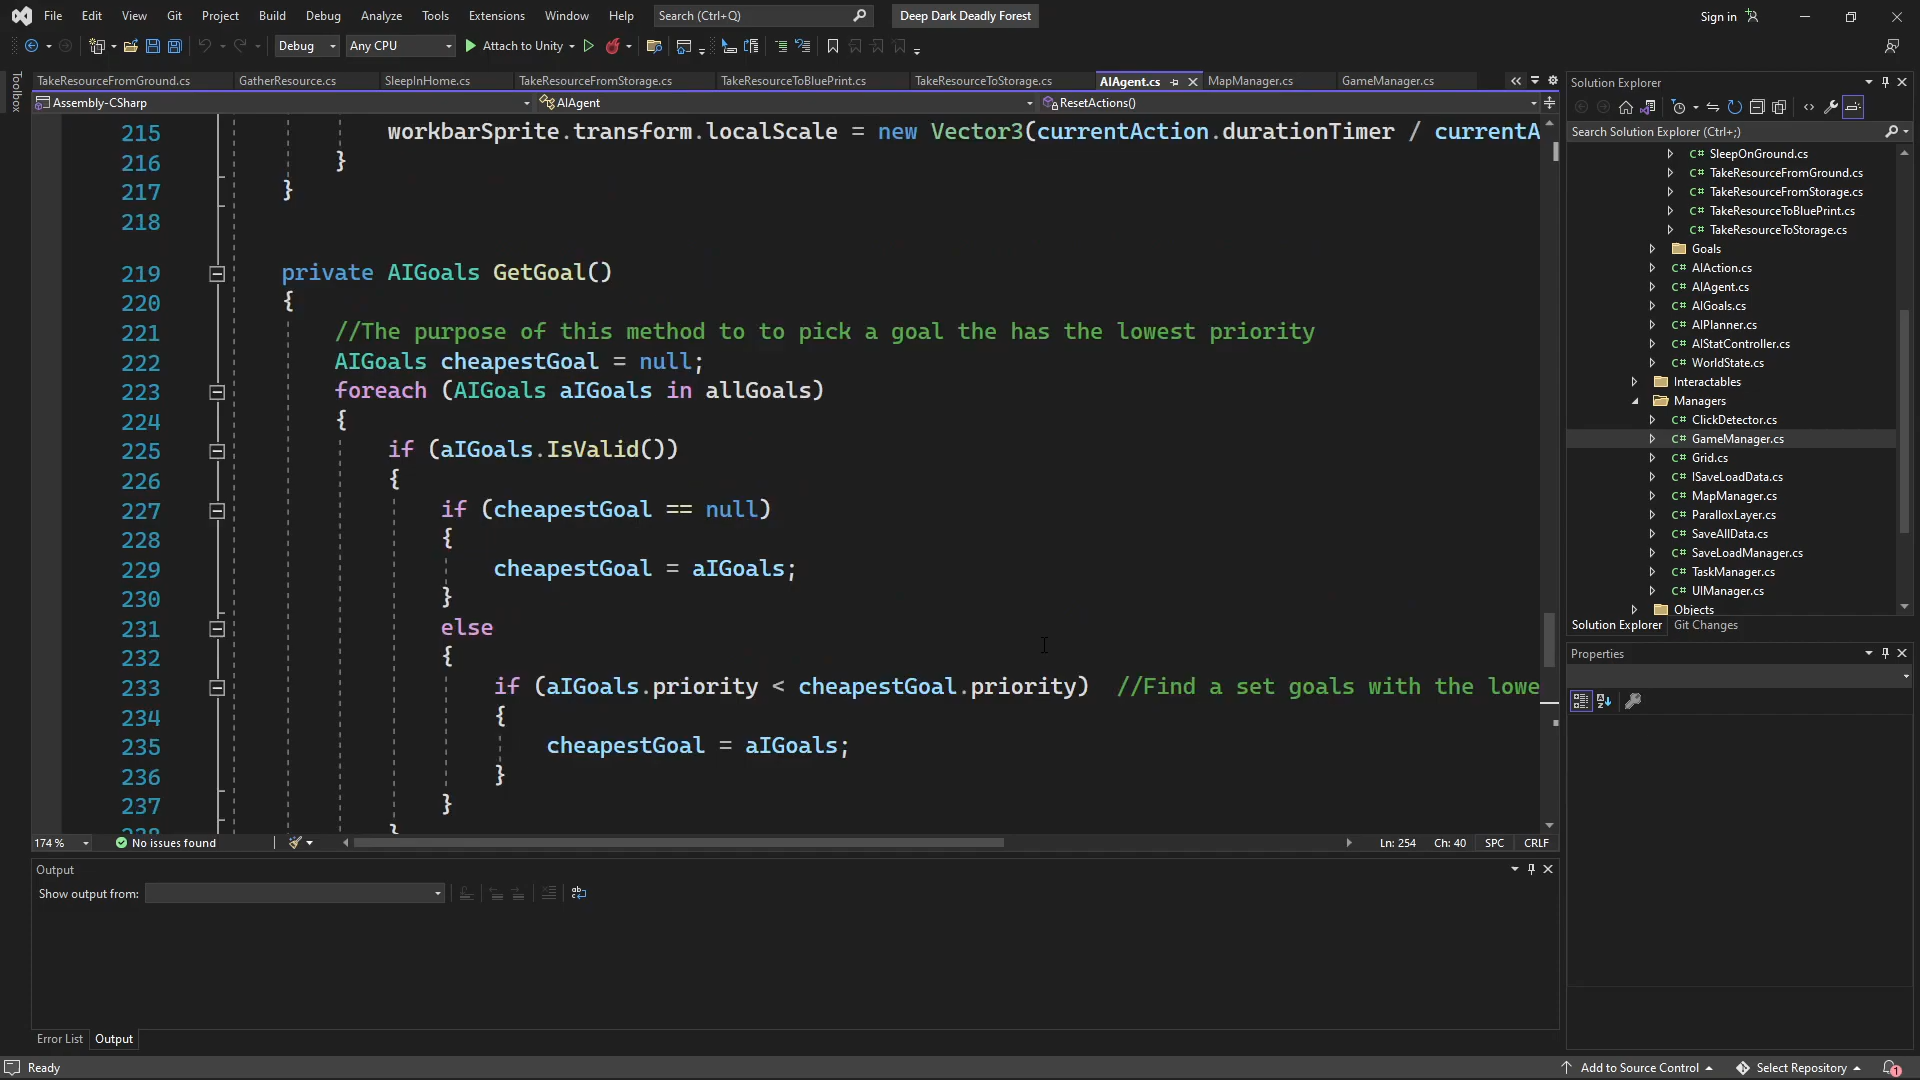 File Edit View Git Project Build Debug Analyze Tools Extensions Window Help Search (Ctrl+Q) Deep Dark Deadly Forest Sign in
Debug Any CPU Attach to Unity
Toolbox
TakeResourceFromGround.cs GatherResource.cs SleepInHome.cs TakeResourceFromStorage.cs TakeResourceToBluePrint.cs TakeResourceToStorage.cs AIAgent.cs MapManager.cs GameManager.cs
Assembly-CSharp AIAgent ResetActions()
215 workbarSprite.transform.localScale = new Vector3(currentAction.durationTimer / currentA
216 }
217 }
218
219 private AIGoals GetGoal()
220 {
221 //The purpose of this method to to pick a goal the has the lowest priority
222 AIGoals cheapestGoal = null;
223 foreach (AIGoals aIGoals in allGoals)
224 {
225 if (aIGoals.IsValid())
226 {
227 if (cheapestGoal == null)
228 {
229 cheapestGoal = aIGoals;
230 }
231 else
232 {
233 if (aIGoals.priority < cheapestGoal.priority) //Find a set goals with the lowe
234 {
235 cheapestGoal = aIGoals;
236 }
237 }
238 }
174 % No issues found Ln: 254 Ch: 40 SPC CRLF
Output
Show output from:
Error List Output
Ready Add to Source Control Select Repository 1
Solution Explorer
Search Solution Explorer (Ctrl+;)
C# SleepOnGround.cs
C# TakeResourceFromGround.cs
C# TakeResourceFromStorage.cs
C# TakeResourceToBluePrint.cs
C# TakeResourceToStorage.cs
Goals
C# AIAction.cs
C# AIAgent.cs
C# AIGoals.cs
C# AIPlanner.cs
C# AIStatController.cs
C# WorldState.cs
Interactables
Managers
C# ClickDetector.cs
C# GameManager.cs
C# Grid.cs
C# ISaveLoadData.cs
C# MapManager.cs
C# ParalloxLayer.cs
C# SaveAllData.cs
C# SaveLoadManager.cs
C# TaskManager.cs
C# UIManager.cs
Objects
Solution Explorer Git Changes
Properties